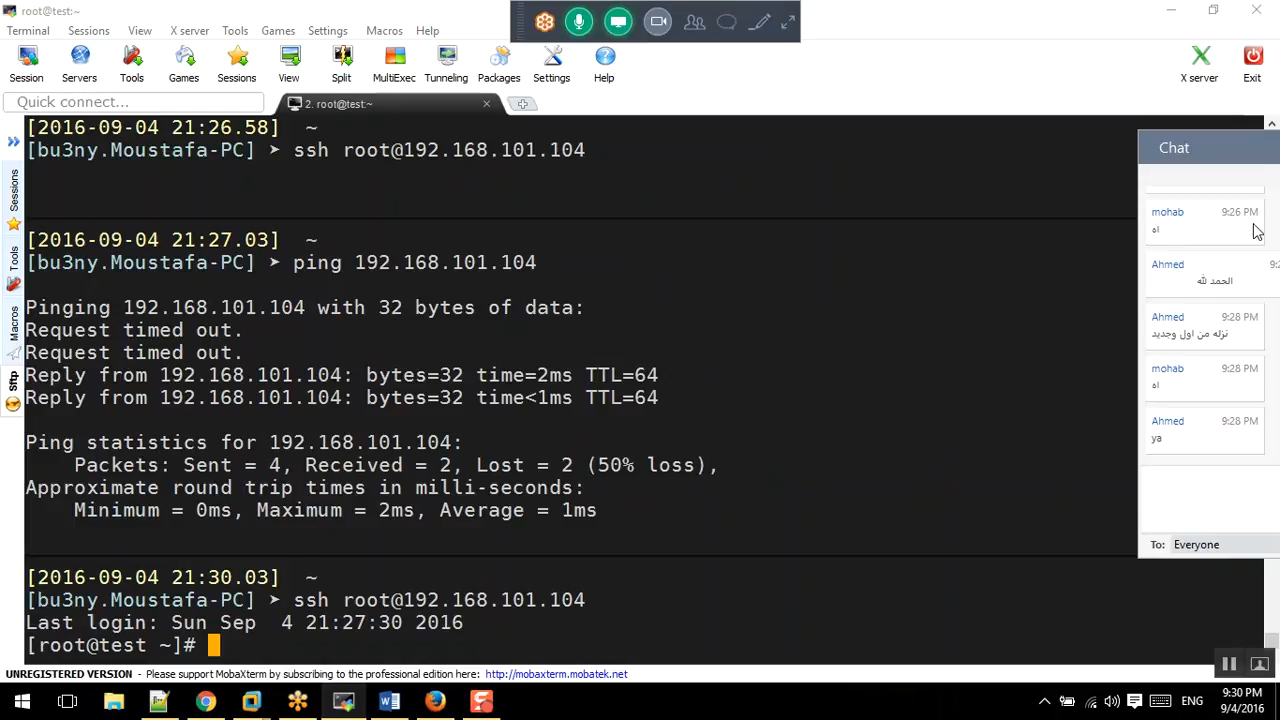 root@test:~
Terminal Sessions View X server Tools Games Settings Macros Help
Session Servers Tools Games Sessions View Split MultiExec Tunneling Packages Settings Help X server Exit
Quick connect...
2. root@test:~
[2016-09-04 21:26.58] ~
[bu3ny.Moustafa-PC] ➤ ssh root@192.168.101.104
[2016-09-04 21:27.03] ~
[bu3ny.Moustafa-PC] ➤ ping 192.168.101.104
Pinging 192.168.101.104 with 32 bytes of data:
Request timed out.
Request timed out.
Reply from 192.168.101.104: bytes=32 time=2ms TTL=64
Reply from 192.168.101.104: bytes=32 time<1ms TTL=64
Ping statistics for 192.168.101.104:
Packets: Sent = 4, Received = 2, Lost = 2 (50% loss),
Approximate round trip times in milli-seconds:
Minimum = 0ms, Maximum = 2ms, Average = 1ms
[2016-09-04 21:30.03] ~
[bu3ny.Moustafa-PC] ➤ ssh root@192.168.101.104
Last login: Sun Sep 4 21:27:30 2016
[root@test ~]#
Sessions
Tools
Macros
Sftp
Chat
mohab 9:26 PM
اه
Ahmed
الحمد لله
Ahmed 9:28 PM
نزله من اول وجديد
mohab 9:28 PM
اه
Ahmed 9:28 PM
ya
To: Everyone
UNREGISTERED VERSION - Please support MobaXterm by subscribing to the professional edition here: http://mobaxterm.mobatek.net
ENG
9:30 PM
9/4/2016